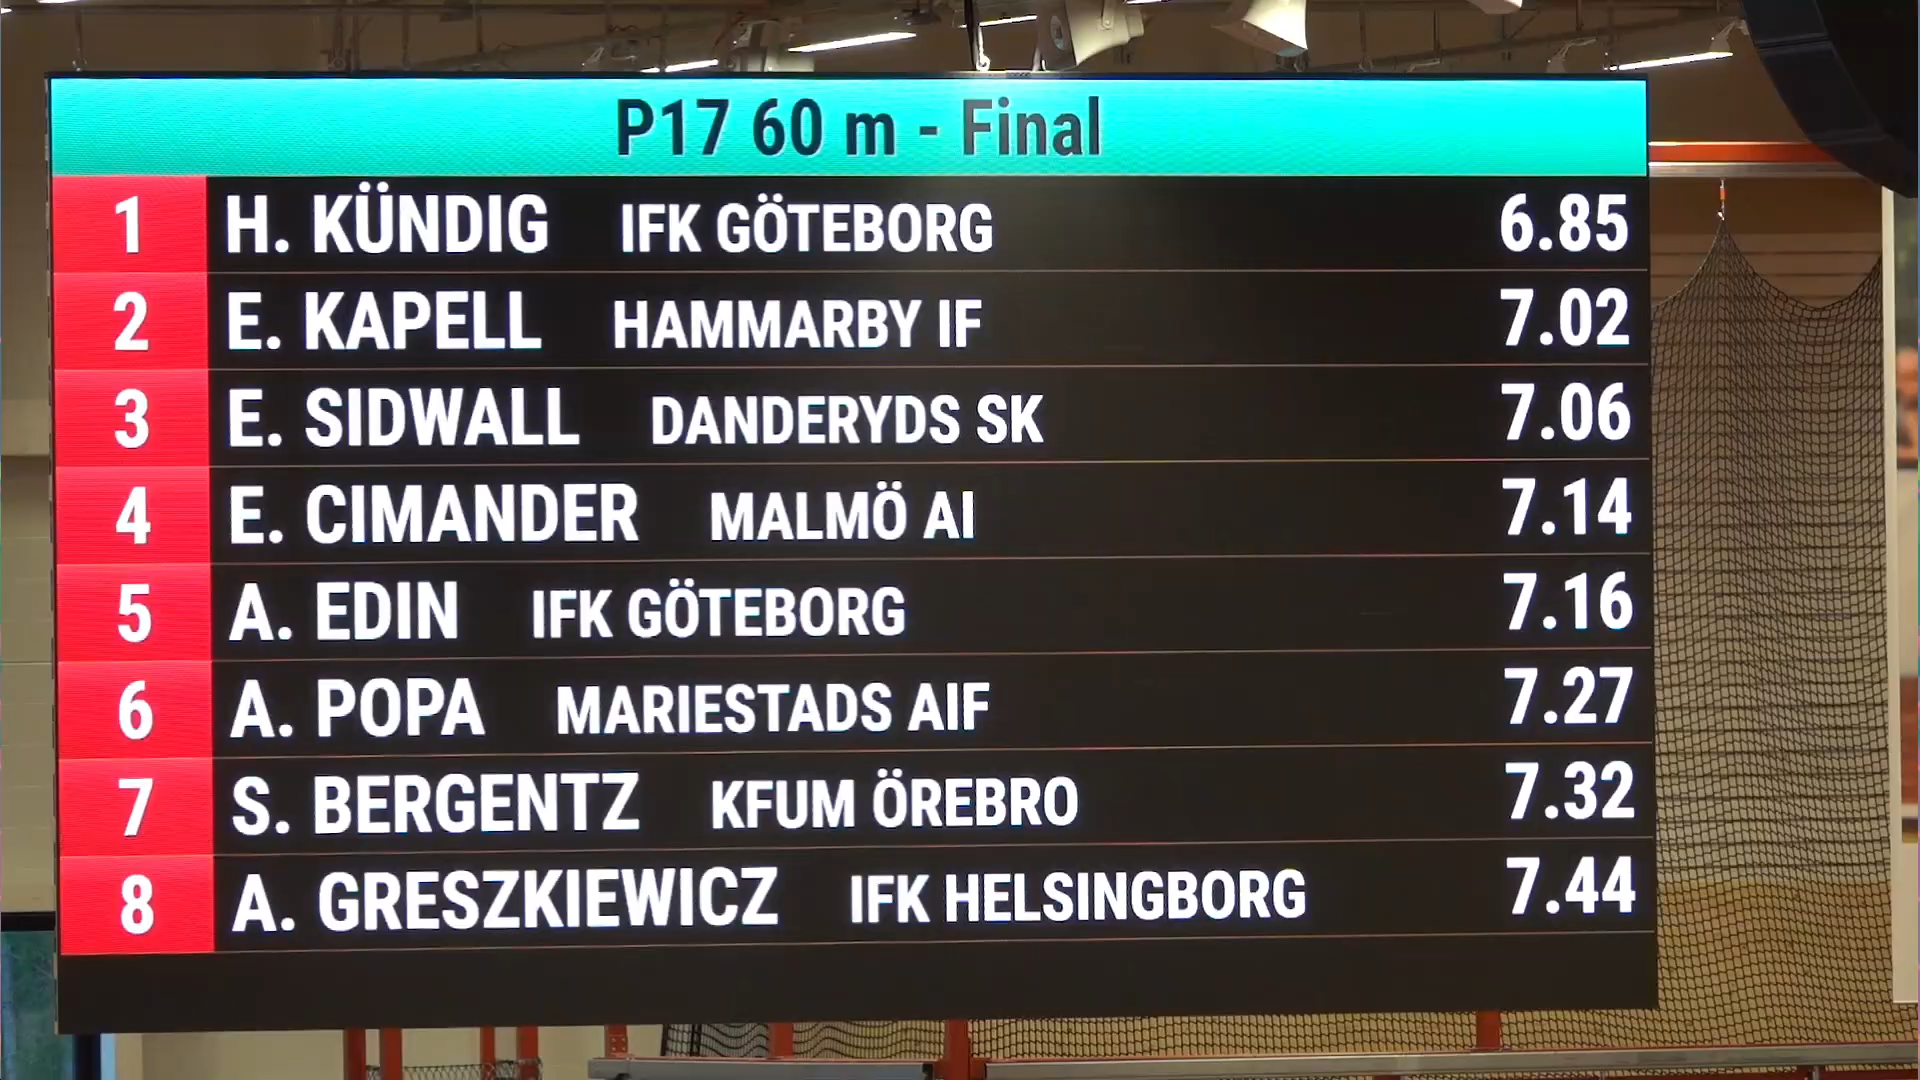 P17 60 m - Final
1 H. KÜNDIG IFK GÖTEBORG 6.85
2 E. KAPELL HAMMARBY IF 7.02
3 E. SIDWALL DANDERYDS SK 7.06
4 E. CIMANDER MALMÖ AI 7.14
5 A. EDIN IFK GÖTEBORG 7.16
6 A. POPA MARIESTADS AIF 7.27
7 S. BERGENTZ KFUM ÖREBRO 7.32
8 A. GRESZKIEWICZ IFK HELSINGBORG 7.44